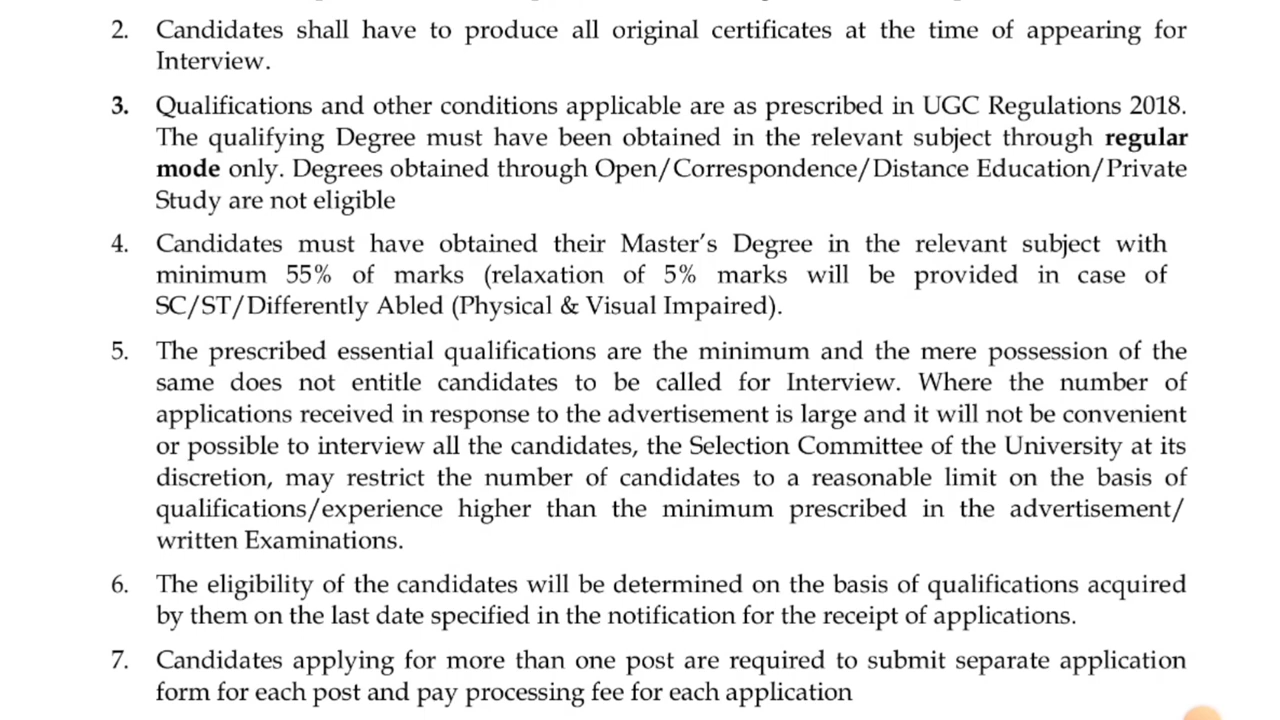 2. Candidates shall have to produce all original certificates at the time of appearing for
Interview.
3. Qualifications and other conditions applicable are as prescribed in UGC Regulations 2018.
The qualifying Degree must have been obtained in the relevant subject through regular
mode only. Degrees obtained through Open/Correspondence/Distance Education/Private
Study are not eligible
4. Candidates must have obtained their Master's Degree in the relevant subject with
minimum 55% of marks (relaxation of 5% marks will be provided in case of
SC/ST/Differently Abled (Physical & Visual Impaired).
5. The prescribed essential qualifications are the minimum and the mere possession of the
same does not entitle candidates to be called for Interview. Where the number of
applications received in response to the advertisement is large and it will not be convenient
or possible to interview all the candidates, the Selection Committee of the University at its
discretion, may restrict the number of candidates to a reasonable limit on the basis of
qualifications/experience higher than the minimum prescribed in the advertisement/
written Examinations.
6. The eligibility of the candidates will be determined on the basis of qualifications acquired
by them on the last date specified in the notification for the receipt of applications.
7. Candidates applying for more than one post are required to submit separate application
form for each post and pay processing fee for each application